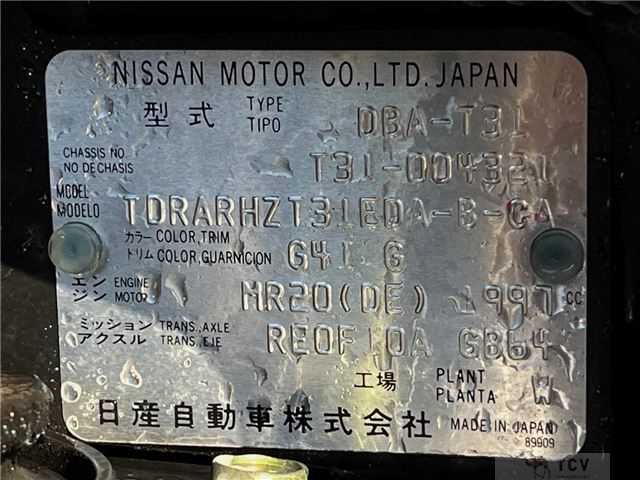 NISSAN MOTOR CO.,LTD. JAPAN
型式 TYPE TIPO DBA-T31
CHASSIS NO. NO DE CHASIS T31-004321
MODEL MODELO TDRARHZT31EDA-B-CA
カラー COLOR,TRIM
トリム COLOR,GUARNICION G41 G
エンジン ENGINE MOTOR MR20(DE) 1997 CC
ミッション TRANS.,AXLE
アクスル TRANS.,EJE RE0F10A GB64
工場 PLANT PLANTA W
日産自動車株式会社 MADE IN JAPAN
89909
TCV